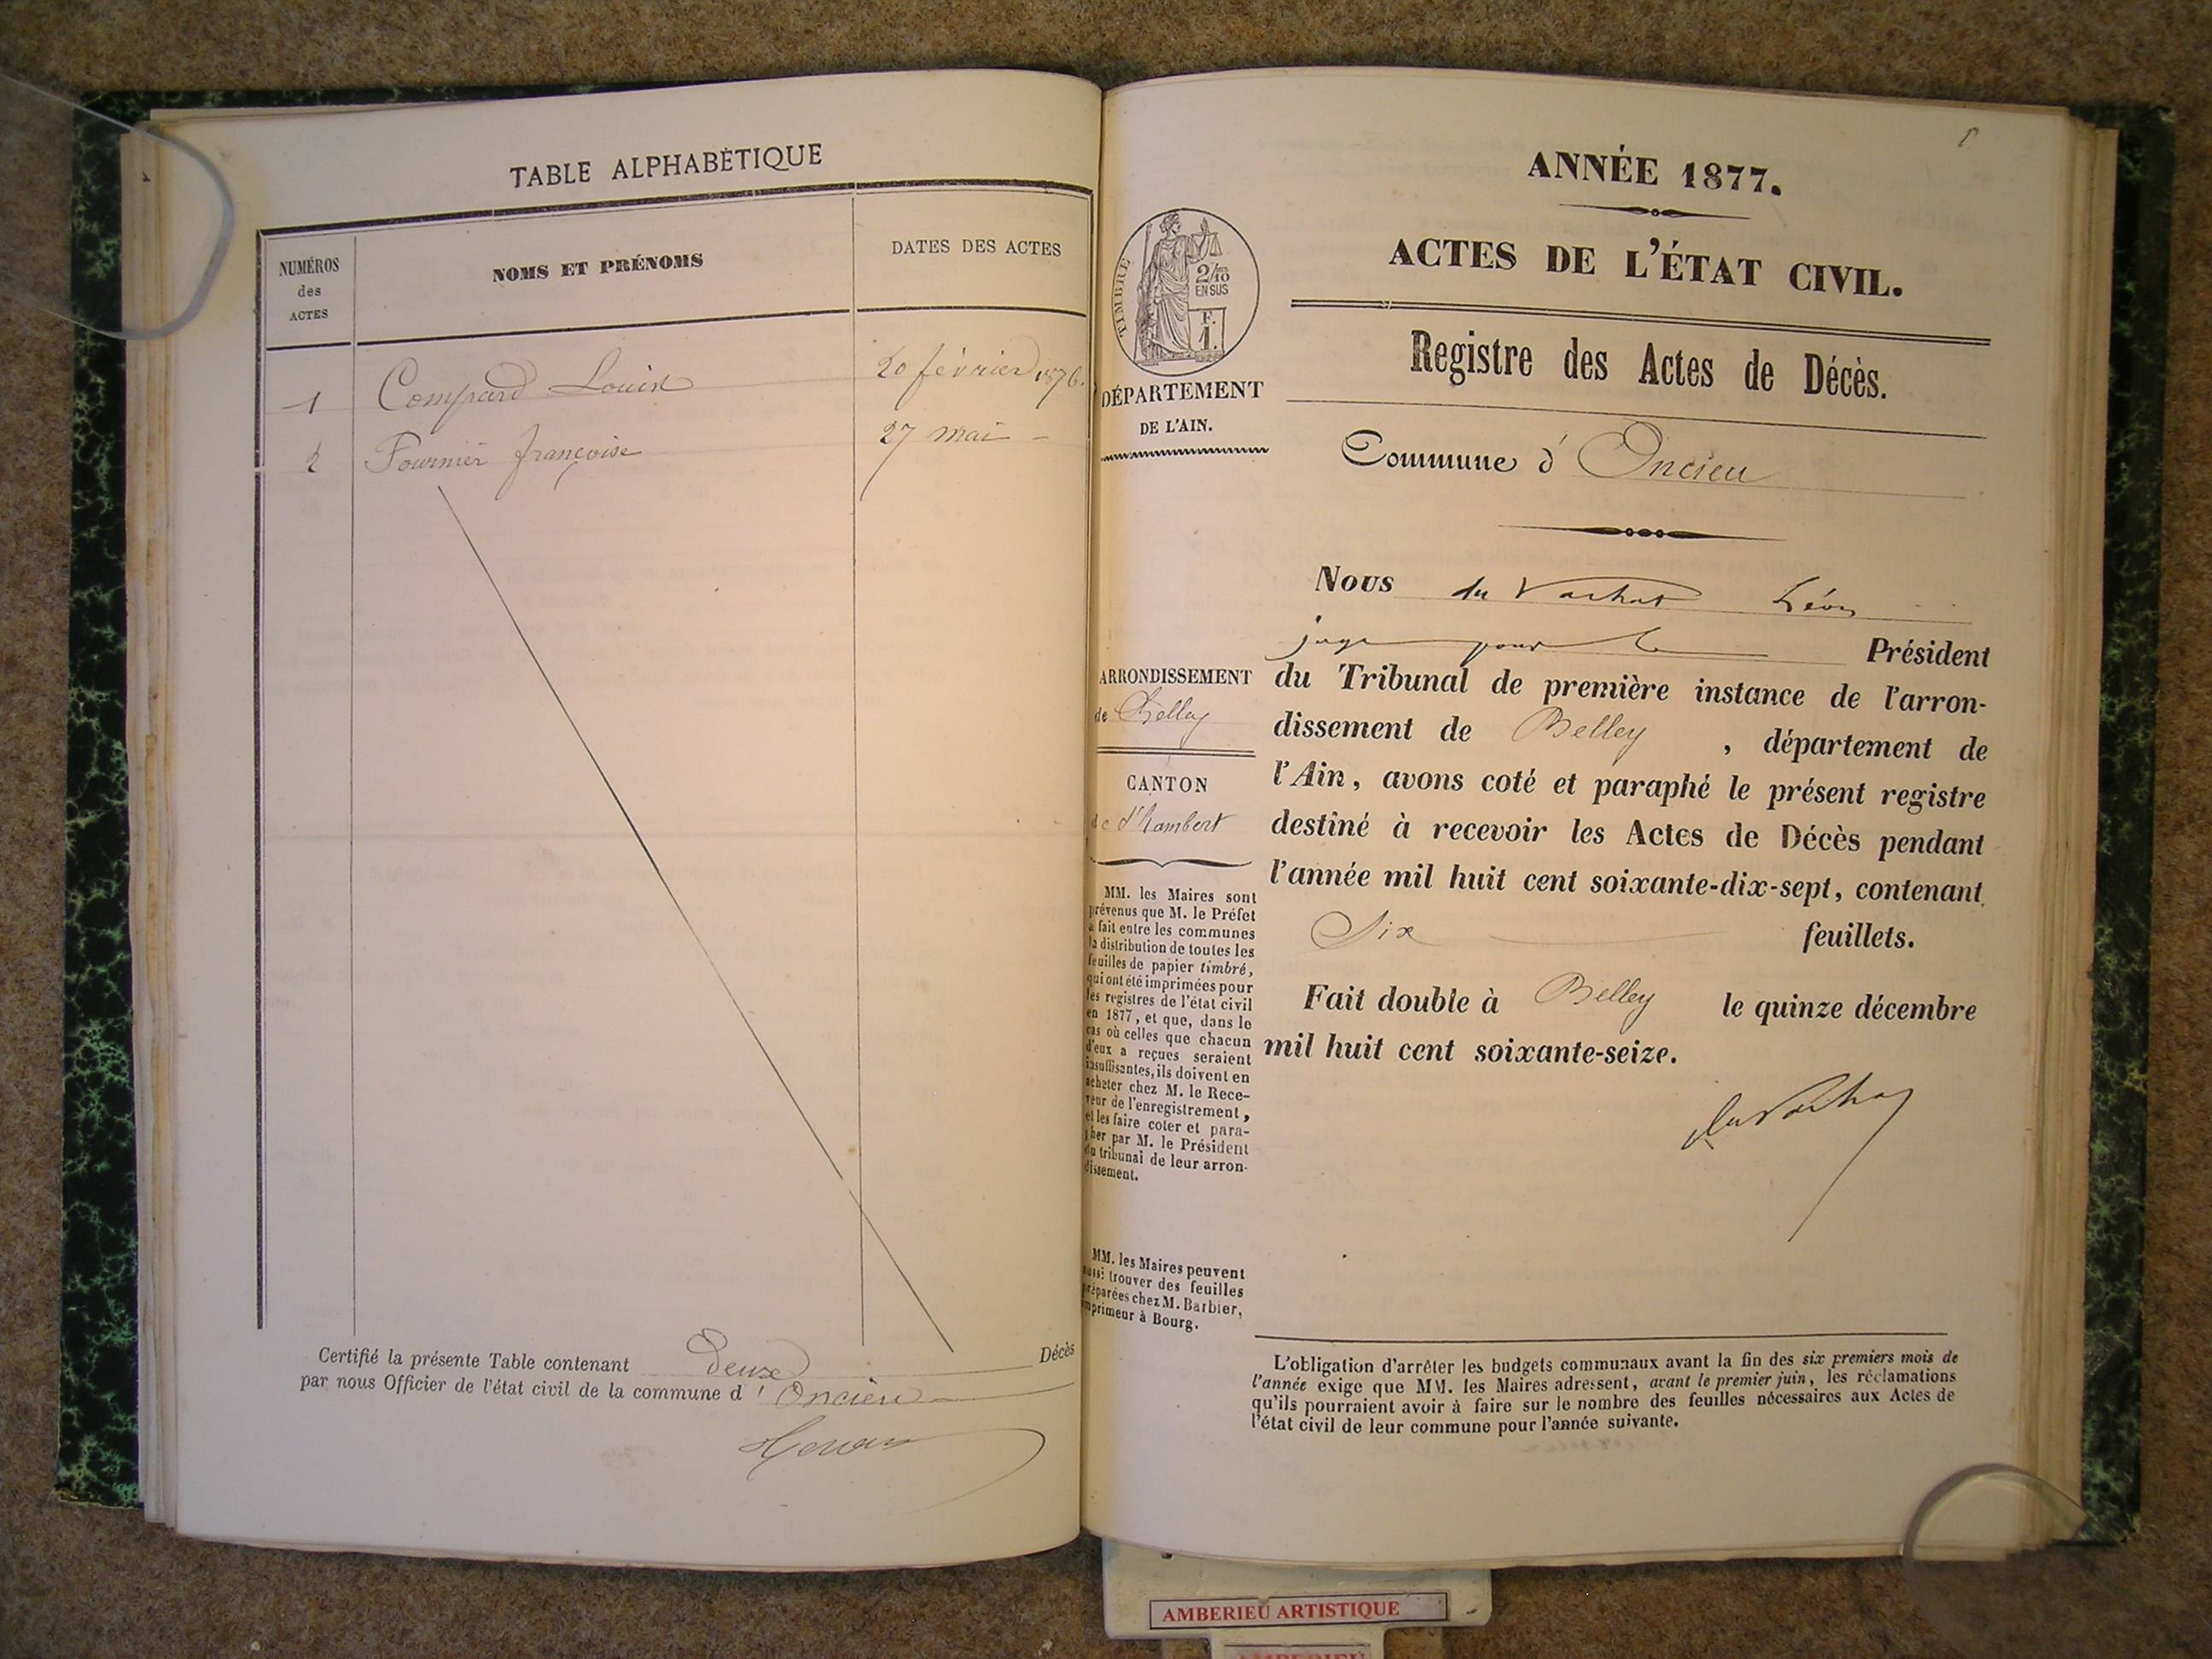 TABLE ALPHABÉTIQUE
NUMÉROS
des
ACTES
NOMS ET PRÉNOMS
DATES DES ACTES
1 Compard Louis 20 février 1876.
2 Fournier françoise 27 mai -
Certifié la présente Table contenant deux Décès
par nous Officier de l'état civil de la commune d' Oncieu
ANNÉE 1877.
ACTES DE L'ÉTAT CIVIL.
Registre des Actes de Décès.
Commune d' Oncieu
TIMBRE
2/10
EN SUS
F.
1.
DÉPARTEMENT
DE L'AIN.
ARRONDISSEMENT
de Belley
CANTON
de St Rambert
MM. les Maires sont
prévenus que M. le Préfet
a fait entre les communes
la distribution de toutes les
feuilles de papier timbré,
qui ont été imprimées pour
les registres de l'état civil
en 1877, et que, dans le
cas où celles que chacun
d'eux a reçues seraient
insuffisantes, ils doivent en
acheter chez M. le Rece-
veur de l'enregistrement,
et les faire coter et para-
pher par M. le Président
du tribunal de leur arron-
dissement.
MM. les Maires peuvent
aussi trouver des feuilles
préparées chez M. Barbier,
imprimeur à Bourg.
Nous du Vachat Léon
juge pour le Président
du Tribunal de première instance de l'arron-
dissement de Belley , département de
l'Ain, avons coté et paraphé le présent registre
destiné à recevoir les Actes de Décès pendant
l'année mil huit cent soixante-dix-sept, contenant
Six feuillets.
Fait double à Belley le quinze décembre
mil huit cent soixante-seize.
du Vachat
L'obligation d'arrêter les budgets communaux avant la fin des six premiers mois de
l'année exige que MM. les Maires adressent, avant le premier juin, les réclamations
qu'ils pourraient avoir à faire sur le nombre des feuilles nécessaires aux Actes de
l'état civil de leur commune pour l'année suivante.
AMBERIEU ARTISTIQUE
AMBERIEU